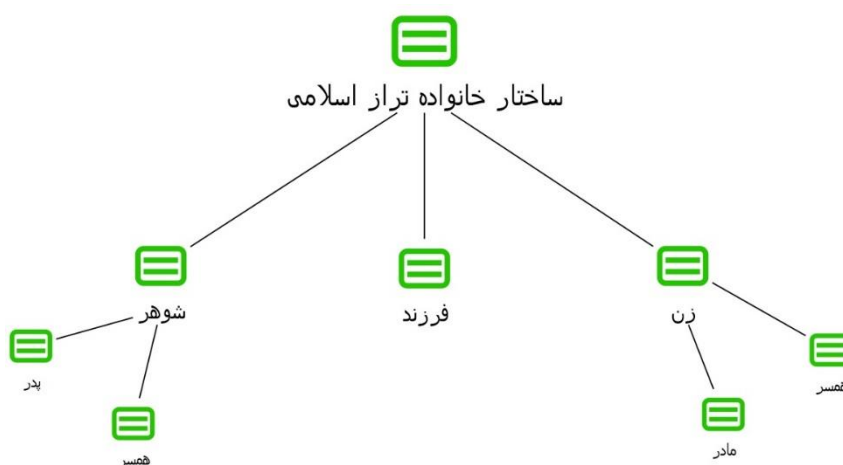 ساختار خانواده تراز اسلامی
زن
فرزند
شوهر
همسر
مادر
پدر
همسر